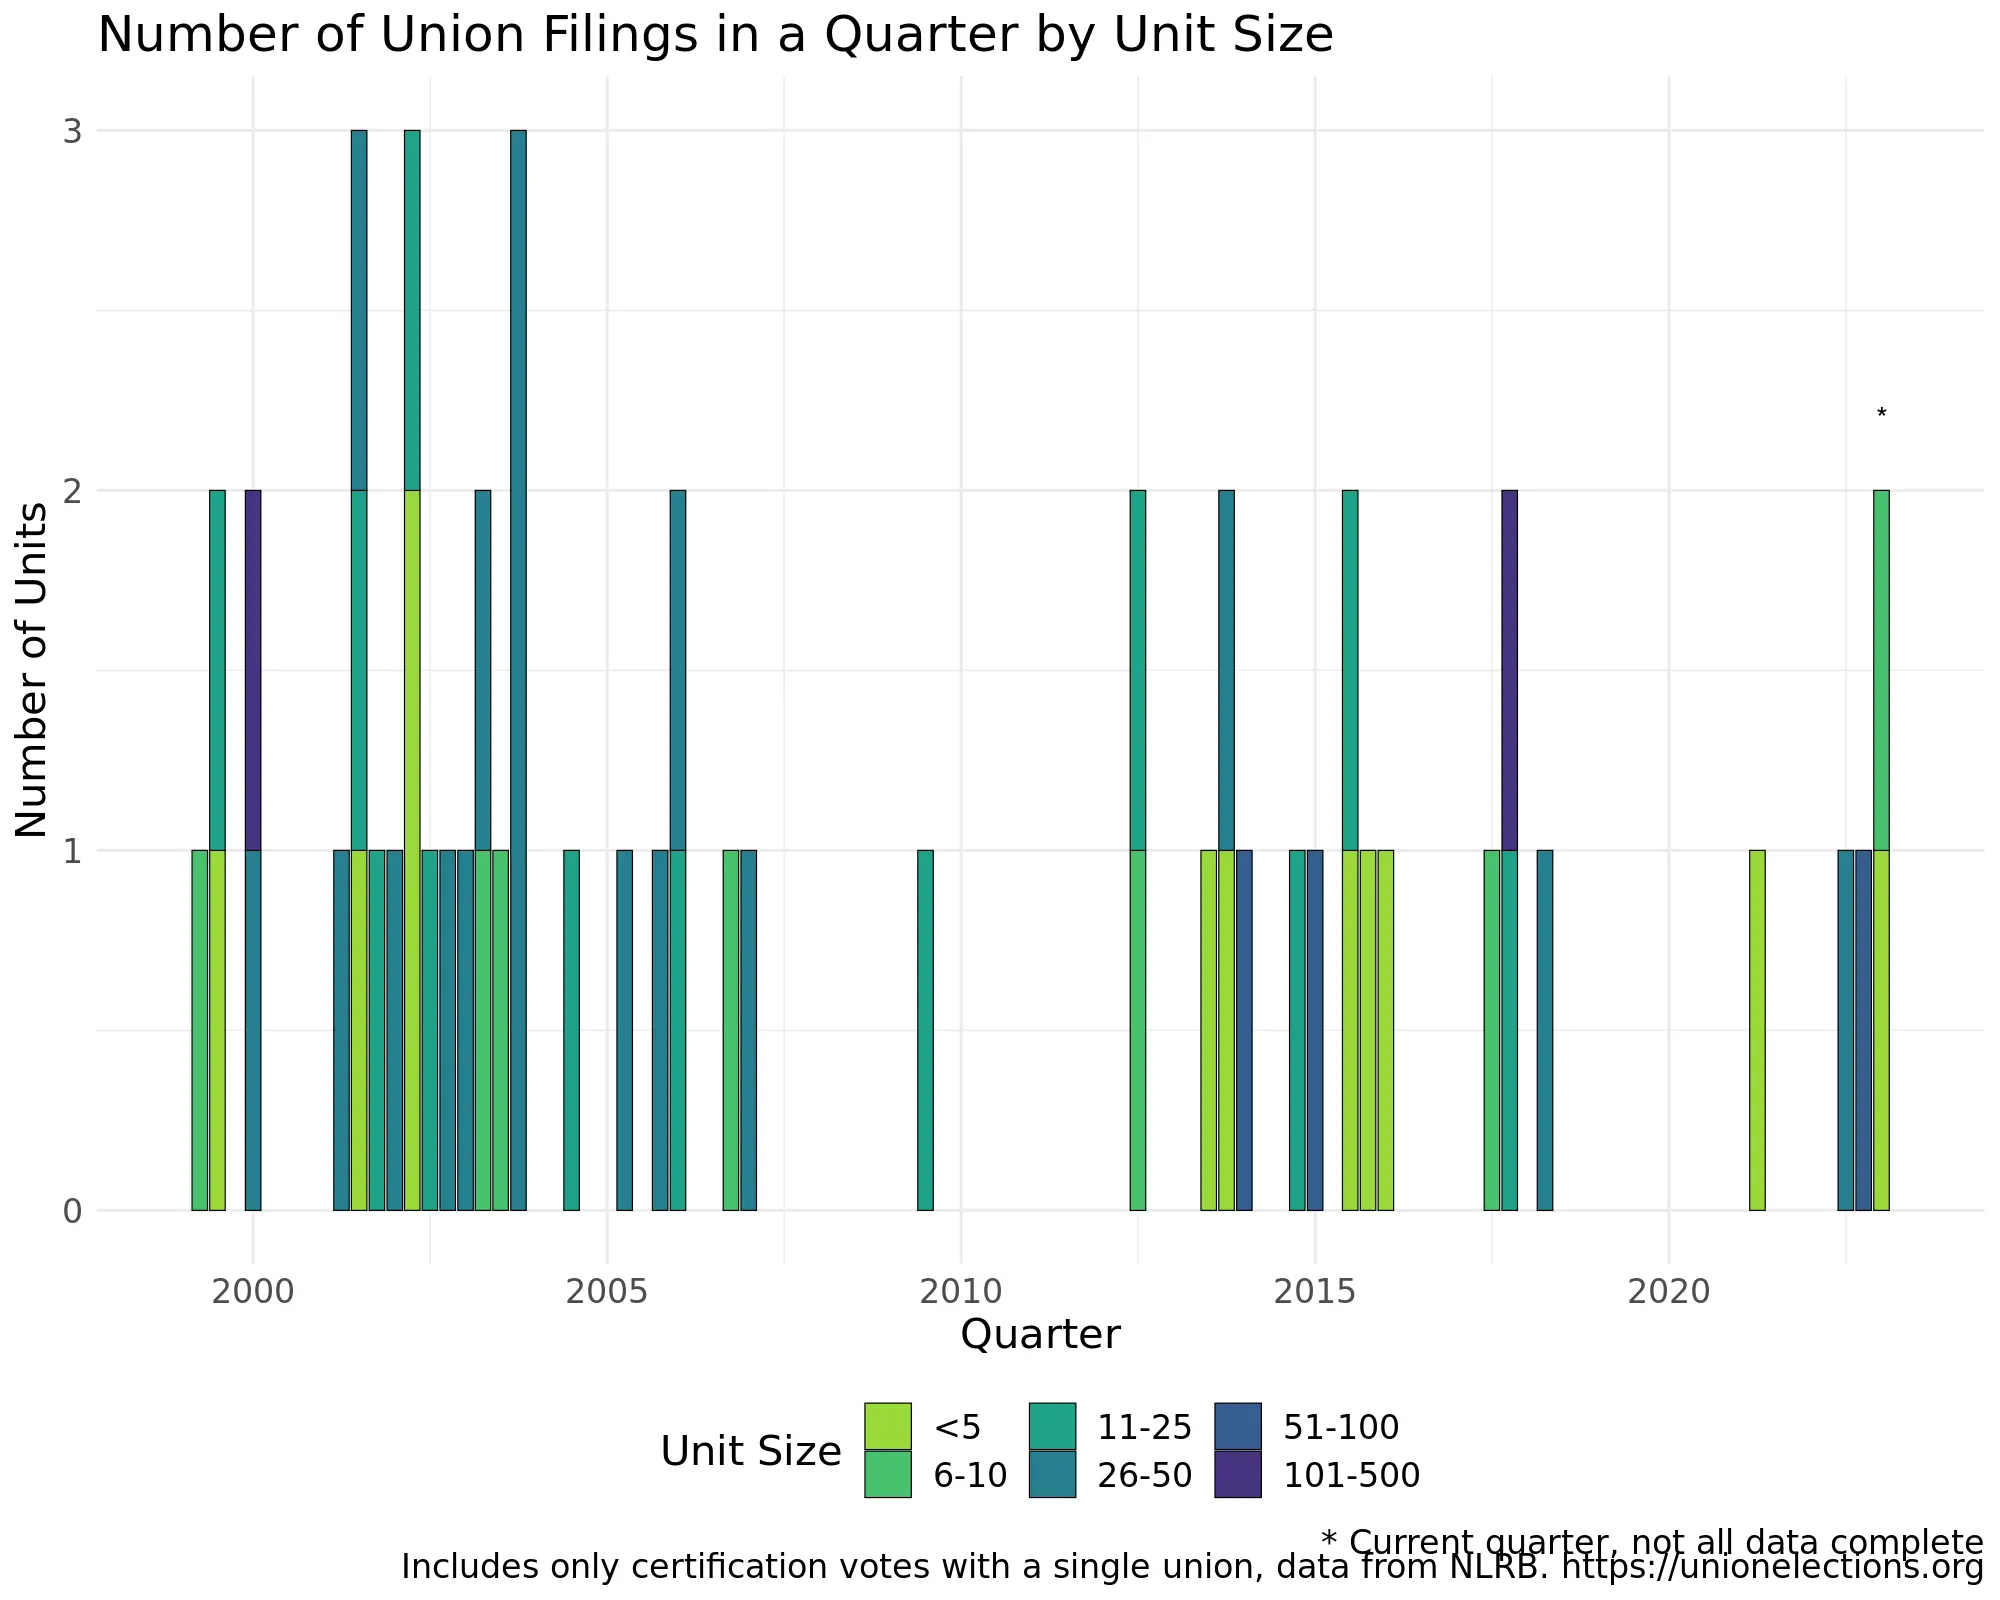 Number of Union Filings in a Quarter by Unit Size
3
*
2
Number of Units
1
0
2000 2005 2010 2015 2020
Quarter
Unit Size
<5 11-25 51-100
6-10 26-50 101-500
* Current quarter, not all data complete
Includes only certification votes with a single union, data from NLRB. https://unionelections.org